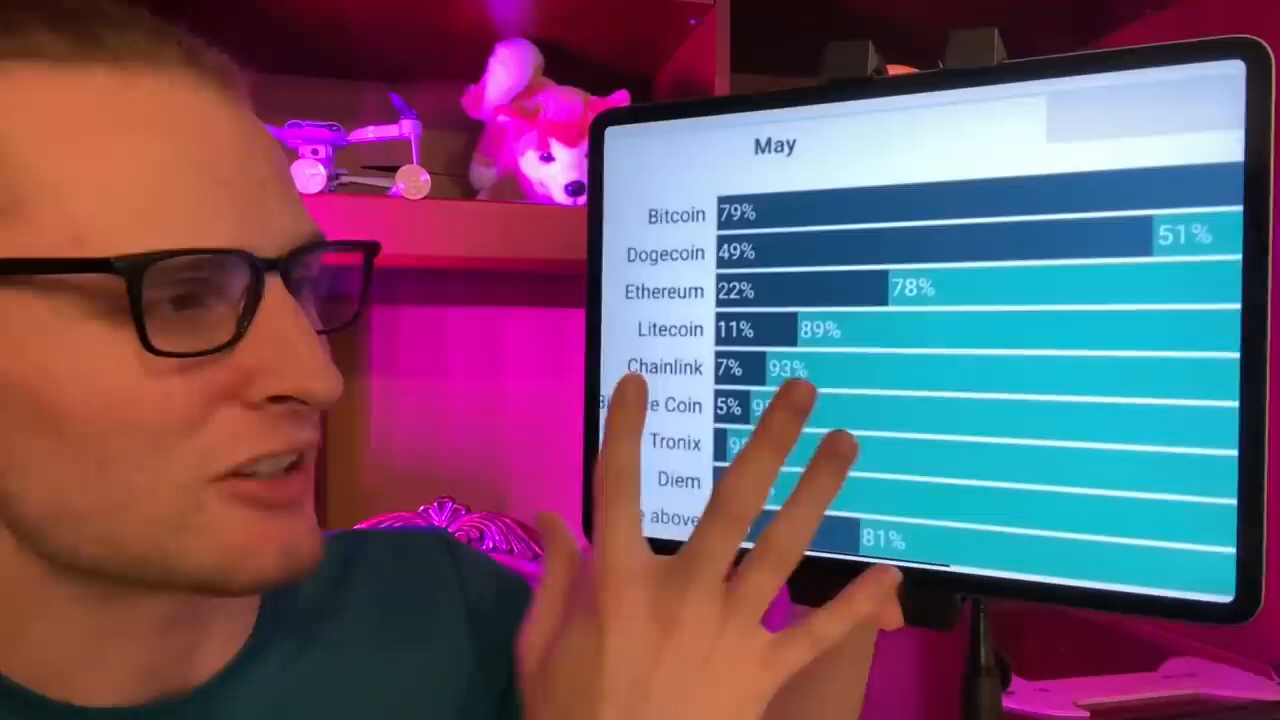 May
Bitcoin 79%
Dogecoin 49% 51%
Ethereum 22% 78%
Litecoin 11% 89%
Chainlink 7% 93%
Coin 5%
Tronix
Diem
above 81%